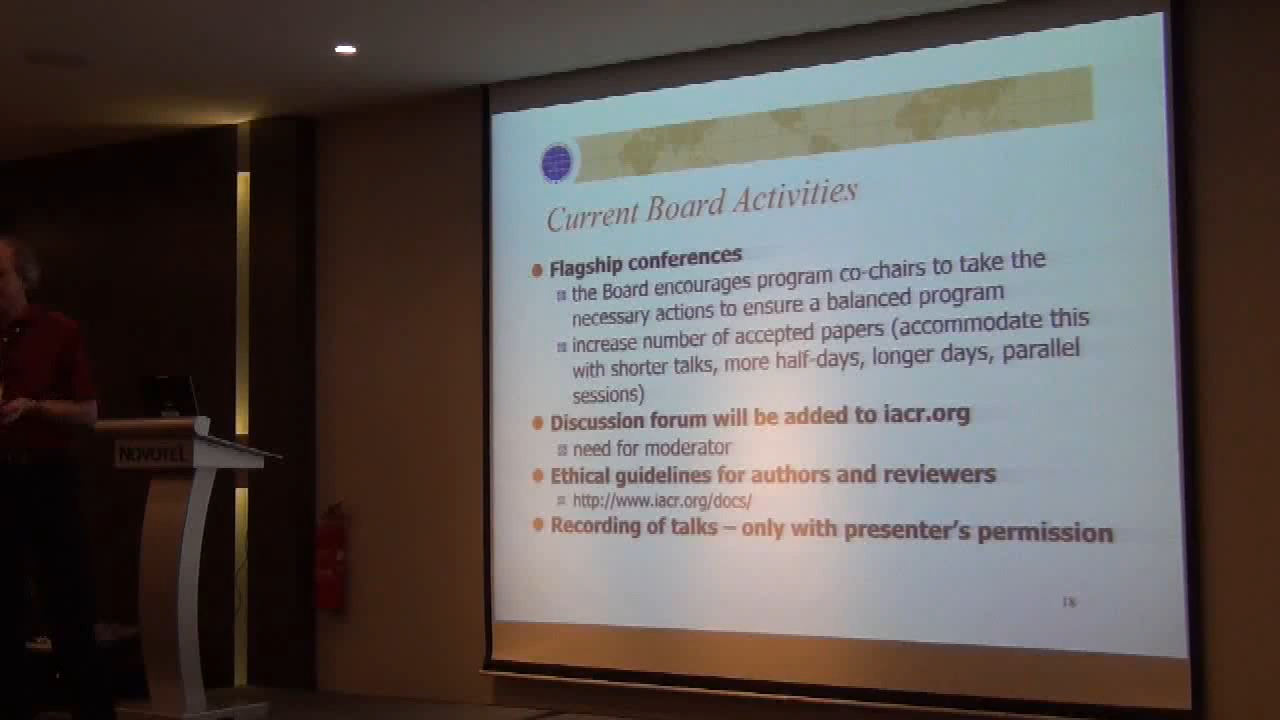 Current Board Activities
Flagship conferences
the Board encourages program co-chairs to take the
necessary actions to ensure a balanced program
increase number of accepted papers (accommodate this
with shorter talks, more half-days, longer days, parallel
sessions)
Discussion forum will be added to iacr.org
need for moderator
Ethical guidelines for authors and reviewers
http://www.iacr.org/docs/
Recording of talks – only with presenter's permission
18
NOVOTEL